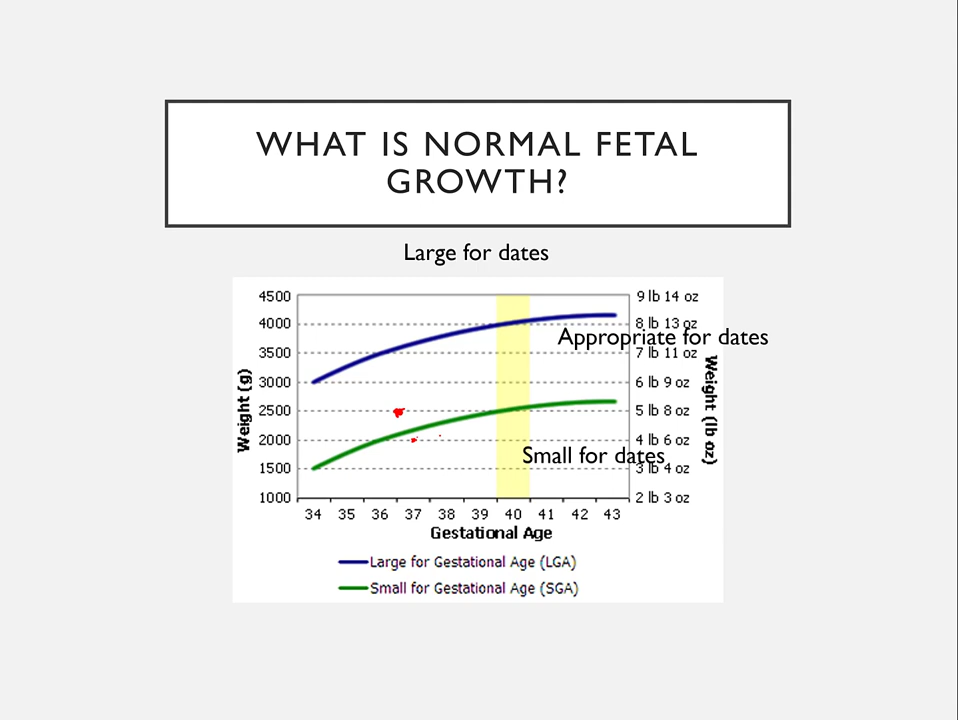 WHAT IS NORMAL FETAL
GROWTH?
Large for dates
4500
4000
3500
3000
2500
2000
1500
1000
Weight (g)
9 lb 14 oz
8 lb 13 oz
Appropriate for dates
7 lb 11 oz
6 lb 9 oz
5 lb 8 oz
4 lb 6 oz
Small for dates
3 lb 4 oz
2 lb 3 oz
Weight (lb oz)
34 35 36 37 38 39 40 41 42 43
Gestational Age
Large for Gestational Age (LGA)
Small for Gestational Age (SGA)